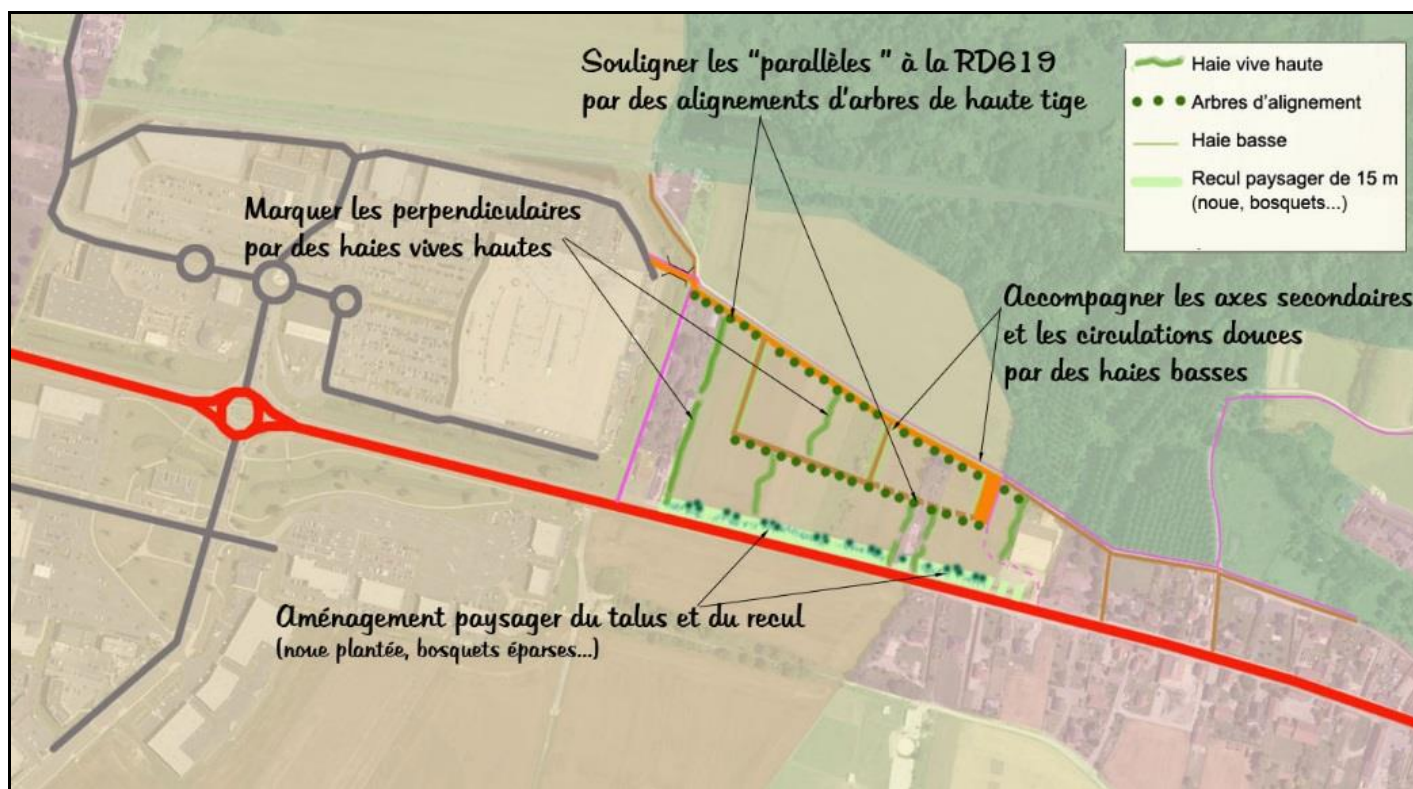 Souligner les "parallèles " à la RD619
par des alignements d'arbres de haute tige
Haie vive haute
Arbres d'alignement
Haie basse
Recul paysager de 15 m
(noue, bosquets...)
Marquer les perpendiculaires
par des haies vives hautes
Accompagner les axes secondaires
et les circulations douces
par des haies basses
Aménagement paysager du talus et du recul
(noue plantée, bosquets éparses...)